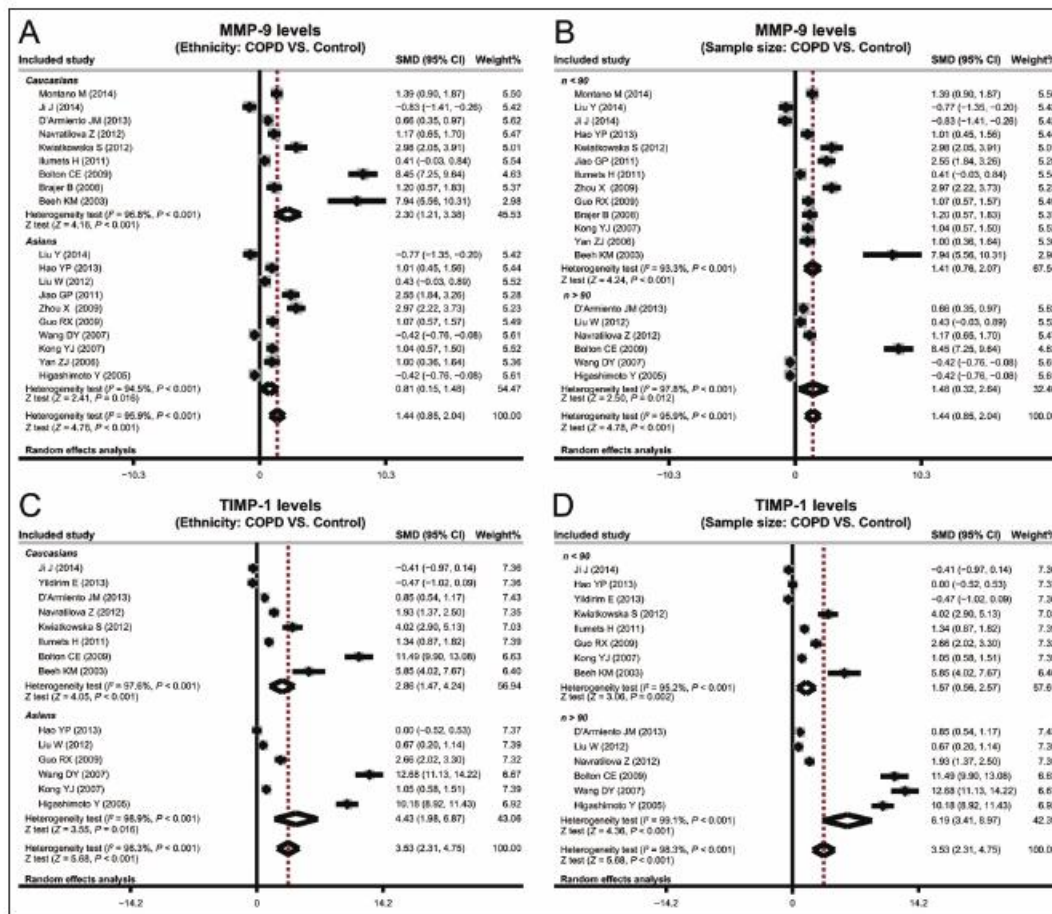 A
MMP-9 levels
(Ethnicity: COPD VS. Control)
Included study SMD (95% CI) Weight%
Caucasians
Montano M (2014) 1.39 (0.90, 1.87) 5.50
Ji J (2014) −0.83 (−1.41, −0.26) 5.42
D'Armiento JM (2013) 0.66 (0.35, 0.97) 5.62
Navratilova Z (2012) 1.17 (0.65, 1.70) 5.47
Kwiatkowska S (2012) 2.98 (2.05, 3.91) 5.01
Ilumets H (2011) 0.41 (−0.03, 0.84) 5.54
Bolton CE (2009) 8.45 (7.25, 9.64) 4.63
Brajer B (2008) 1.20 (0.57, 1.83) 5.37
Beeh KM (2003) 7.94 (5.56, 10.31) 2.98
Heterogeneity test (I² = 96.8%, P < 0.001) 2.30 (1.21, 3.38) 45.53
Z test (Z = 4.16, P < 0.001)
Asians
Liu Y (2014) −0.77 (−1.35, −0.20) 5.42
Hao YP (2013) 1.01 (0.45, 1.56) 5.44
Liu W (2012) 0.43 (−0.03, 0.89) 5.52
Jiao GP (2011) 2.55 (1.84, 3.26) 5.28
Zhou X (2009) 2.97 (2.22, 3.73) 5.23
Guo RX (2009) 1.07 (0.57, 1.57) 5.49
Wang DY (2007) −0.42 (−0.76, −0.08) 5.61
Kong YJ (2007) 1.04 (0.57, 1.50) 5.52
Yan ZJ (2006) 1.00 (0.36, 1.64) 5.36
Higashimoto Y (2005) −0.42 (−0.76, −0.08) 5.61
Heterogeneity test (I² = 94.5%, P < 0.001) 0.81 (0.15, 1.48) 54.47
Z test (Z = 2.41, P = 0.016)
Heterogeneity test (I² = 95.9%, P < 0.001) 1.44 (0.85, 2.04) 100.00
Z test (Z = 4.76, P < 0.001)
Random effects analysis
−10.3 0 10.3
B
MMP-9 levels
(Sample size: COPD VS. Control)
Included study SMD (95% CI) Weight%
n < 90
Montano M (2014) 1.39 (0.90, 1.87) 5.50
Liu Y (2014) −0.77 (−1.35, −0.20) 5.42
Ji J (2014) −0.83 (−1.41, −0.26) 5.42
Hao YP (2013) 1.01 (0.45, 1.56) 5.44
Kwiatkowska S (2012) 2.98 (2.05, 3.91) 5.01
Jiao GP (2011) 2.55 (1.84, 3.26) 5.28
Ilumets H (2011) 0.41 (−0.03, 0.84) 5.54
Zhou X (2009) 2.97 (2.22, 3.73) 5.23
Guo RX (2009) 1.07 (0.57, 1.57) 5.49
Brajer B (2008) 1.20 (0.57, 1.83) 5.37
Kong YJ (2007) 1.04 (0.57, 1.50) 5.52
Yan ZJ (2006) 1.00 (0.36, 1.64) 5.36
Beeh KM (2003) 7.94 (5.56, 10.31) 2.98
Heterogeneity test (I² = 93.3%, P < 0.001) 1.41 (0.76, 2.07)
Z test (Z = 4.24, P < 0.001)
n > 90
D'Armiento JM (2013) 0.66 (0.35, 0.97) 5.62
Liu W (2012) 0.43 (−0.03, 0.89) 5.52
Navratilova Z (2012) 1.17 (0.65, 1.70) 5.47
Bolton CE (2009) 8.45 (7.25, 9.64) 4.63
Wang DY (2007) −0.42 (−0.76, −0.08) 5.61
Higashimoto Y (2005) −0.42 (−0.76, −0.08) 5.61
Heterogeneity test (I² = 97.8%, P < 0.001) 1.48 (0.32, 2.64)
Z test (Z = 2.50, P = 0.012)
Heterogeneity test (I² = 95.9%, P < 0.001) 1.44 (0.85, 2.04)
Z test (Z = 4.78, P < 0.001)
Random effects analysis
−10.3 0 10.3
C
TIMP-1 levels
(Ethnicity: COPD VS. Control)
Included study SMD (95% CI) Weight%
Caucasians
Ji J (2014) −0.41 (−0.97, 0.14) 7.36
Yildirim E (2013) −0.47 (−1.02, 0.09) 7.36
D'Armiento JM (2013) 0.85 (0.54, 1.17) 7.43
Navratilova Z (2012) 1.93 (1.37, 2.50) 7.35
Kwiatkowska S (2012) 4.02 (2.90, 5.13) 7.03
Ilumets H (2011) 1.34 (0.87, 1.82) 7.39
Bolton CE (2009) 11.49 (9.90, 13.08) 6.63
Beeh KM (2003) 5.85 (4.02, 7.67) 6.40
Heterogeneity test (I² = 97.6%, P < 0.001) 2.86 (1.47, 4.24) 56.94
Z test (Z = 4.05, P < 0.001)
Asians
Hao YP (2013) 0.00 (−0.52, 0.53) 7.37
Liu W (2012) 0.67 (0.20, 1.14) 7.39
Guo RX (2009) 2.66 (2.02, 3.30) 7.32
Wang DY (2007) 12.68 (11.13, 14.22) 6.67
Kong YJ (2007) 1.05 (0.58, 1.51) 7.39
Higashimoto Y (2005) 10.18 (8.92, 11.43) 6.92
Heterogeneity test (I² = 98.9%, P < 0.001) 4.43 (1.98, 6.87) 43.06
Z test (Z = 3.55, P = 0.016)
Heterogeneity test (I² = 98.3%, P < 0.001) 3.53 (2.31, 4.75) 100.00
Z test (Z = 5.68, P < 0.001)
Random effects analysis
−14.2 0 14.2
D
TIMP-1 levels
(Sample size: COPD VS. Control)
Included study SMD (95% CI) Weight%
n < 90
Ji J (2014) −0.41 (−0.97, 0.14)
Hao YP (2013) 0.00 (−0.52, 0.53)
Yildirim E (2013) −0.47 (−1.02, 0.09)
Kwiatkowska S (2012) 4.02 (2.90, 5.13)
Ilumets H (2011) 1.34 (0.87, 1.82)
Guo RX (2009) 2.66 (2.02, 3.30)
Kong YJ (2007) 1.05 (0.58, 1.51)
Beeh KM (2003) 5.85 (4.02, 7.67)
Heterogeneity test (I² = 95.2%, P < 0.001) 1.57 (0.56, 2.57)
Z test (Z = 3.06, P = 0.002)
n > 90
D'Armiento JM (2013) 0.85 (0.54, 1.17)
Liu W (2012) 0.67 (0.20, 1.14)
Navratilova Z (2012) 1.93 (1.37, 2.50)
Bolton CE (2009) 11.49 (9.90, 13.08)
Wang DY (2007) 12.68 (11.13, 14.22)
Higashimoto Y (2005) 10.18 (8.92, 11.43)
Heterogeneity test (I² = 99.1%, P < 0.001) 6.19 (3.41, 8.97)
Z test (Z = 4.36, P < 0.001)
Heterogeneity test (I² = 98.3%, P < 0.001) 3.53 (2.31, 4.75)
Z test (Z = 5.68, P < 0.001)
Random effects analysis
−14.2 0 14.2